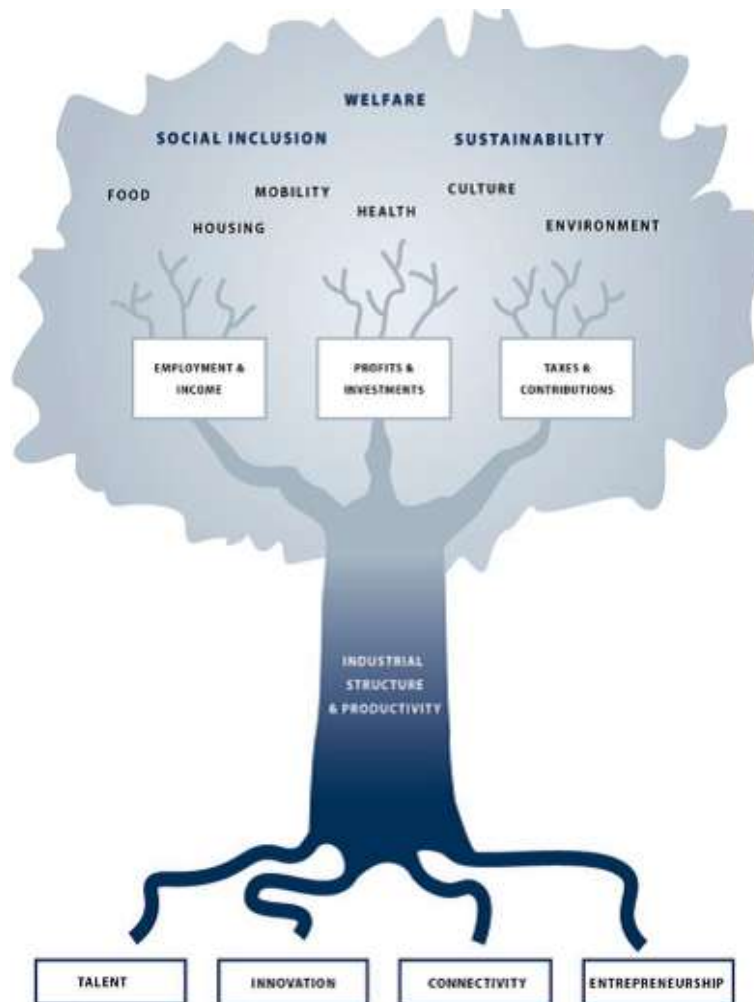 WELFARE
SOCIAL INCLUSION
SUSTAINABILITY
FOOD
MOBILITY
CULTURE
HOUSING
HEALTH
ENVIRONMENT
EMPLOYMENT &
INCOME
PROFITS &
INVESTMENTS
TAXES &
CONTRIBUTIONS
INDUSTRIAL
STRUCTURE
& PRODUCTIVITY
TALENT
INNOVATION
CONNECTIVITY
ENTREPRENEURSHIP